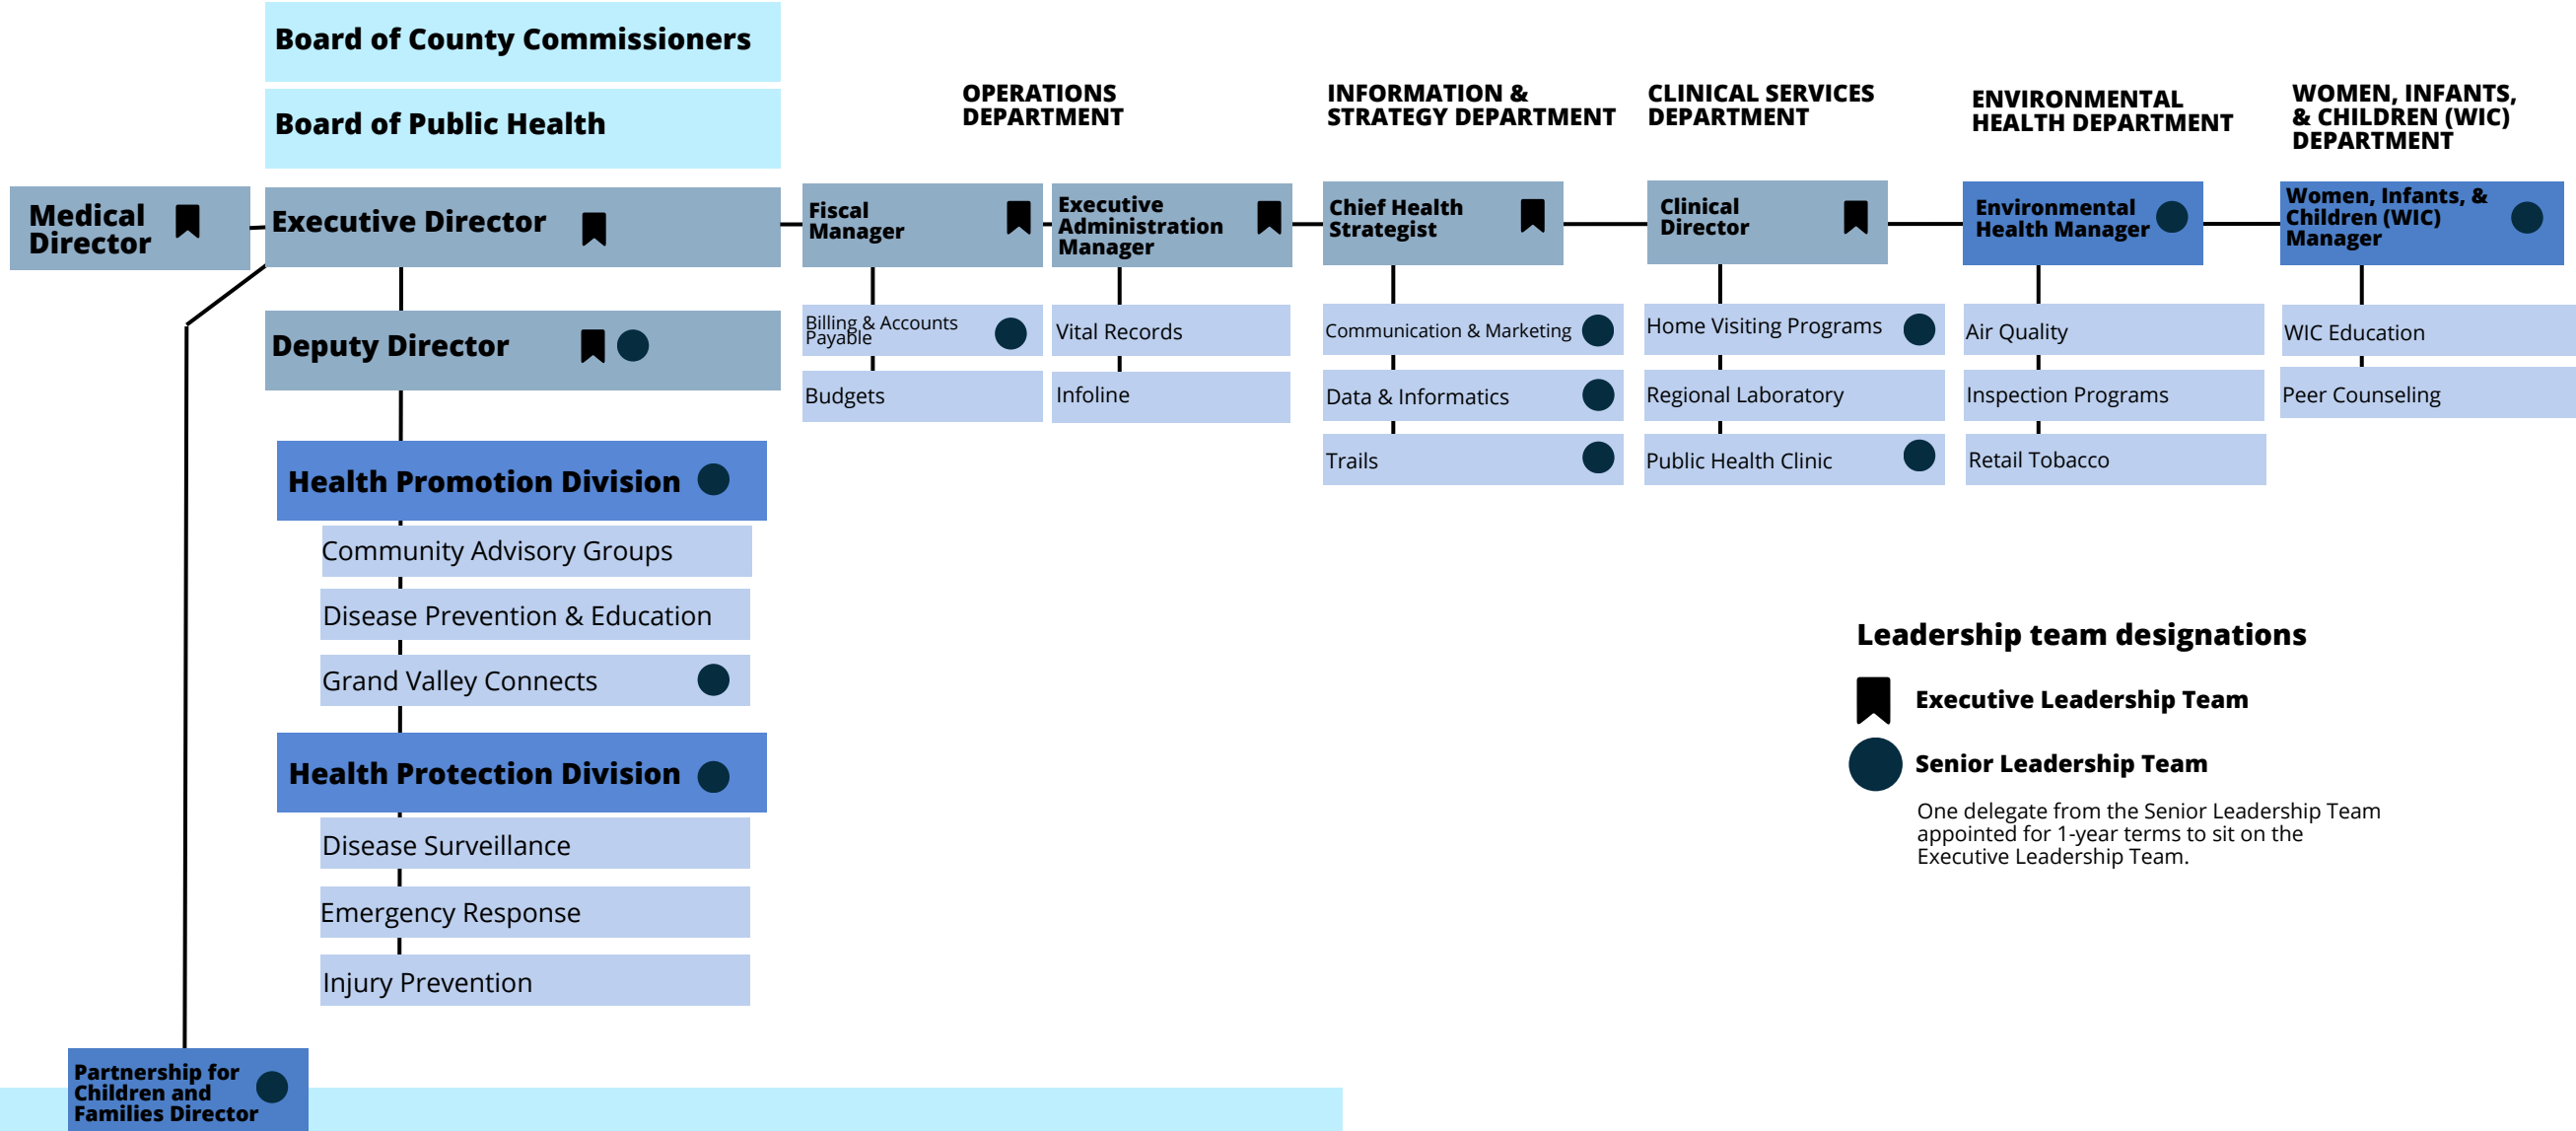 Board of County Commissioners
Board of Public Health
OPERATIONS
DEPARTMENT
INFORMATION &
STRATEGY DEPARTMENT
CLINICAL SERVICES
DEPARTMENT
ENVIRONMENTAL
HEALTH DEPARTMENT
WOMEN, INFANTS,
& CHILDREN (WIC)
DEPARTMENT
Medical
Director
Executive Director
Fiscal
Manager
Executive
Administration
Manager
Chief Health
Strategist
Clinical
Director
Environmental
Health Manager
Women, Infants, &
Children (WIC)
Manager
Deputy Director
Billing & Accounts
Payable
Budgets
Vital Records
Infoline
Communication & Marketing
Data & Informatics
Trails
Home Visiting Programs
Regional Laboratory
Public Health Clinic
Air Quality
Inspection Programs
Retail Tobacco
WIC Education
Peer Counseling
Health Promotion Division
Community Advisory Groups
Disease Prevention & Education
Grand Valley Connects
Health Protection Division
Disease Surveillance
Emergency Response
Injury Prevention
Partnership for
Children and
Families Director
Leadership team designations
Executive Leadership Team
Senior Leadership Team
One delegate from the Senior Leadership Team
appointed for 1-year terms to sit on the
Executive Leadership Team.